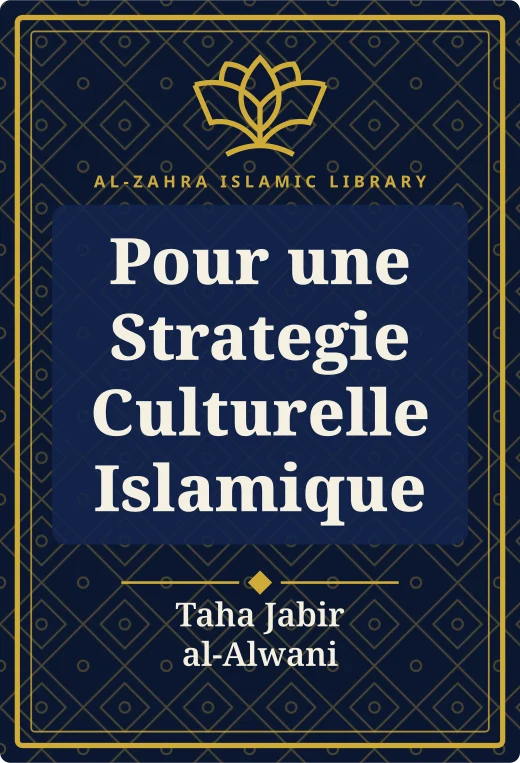 AL-ZAHRA ISLAMIC LIBRARY
Pour une
Strategie
Culturelle
Islamique
Taha Jabir
al-Alwani